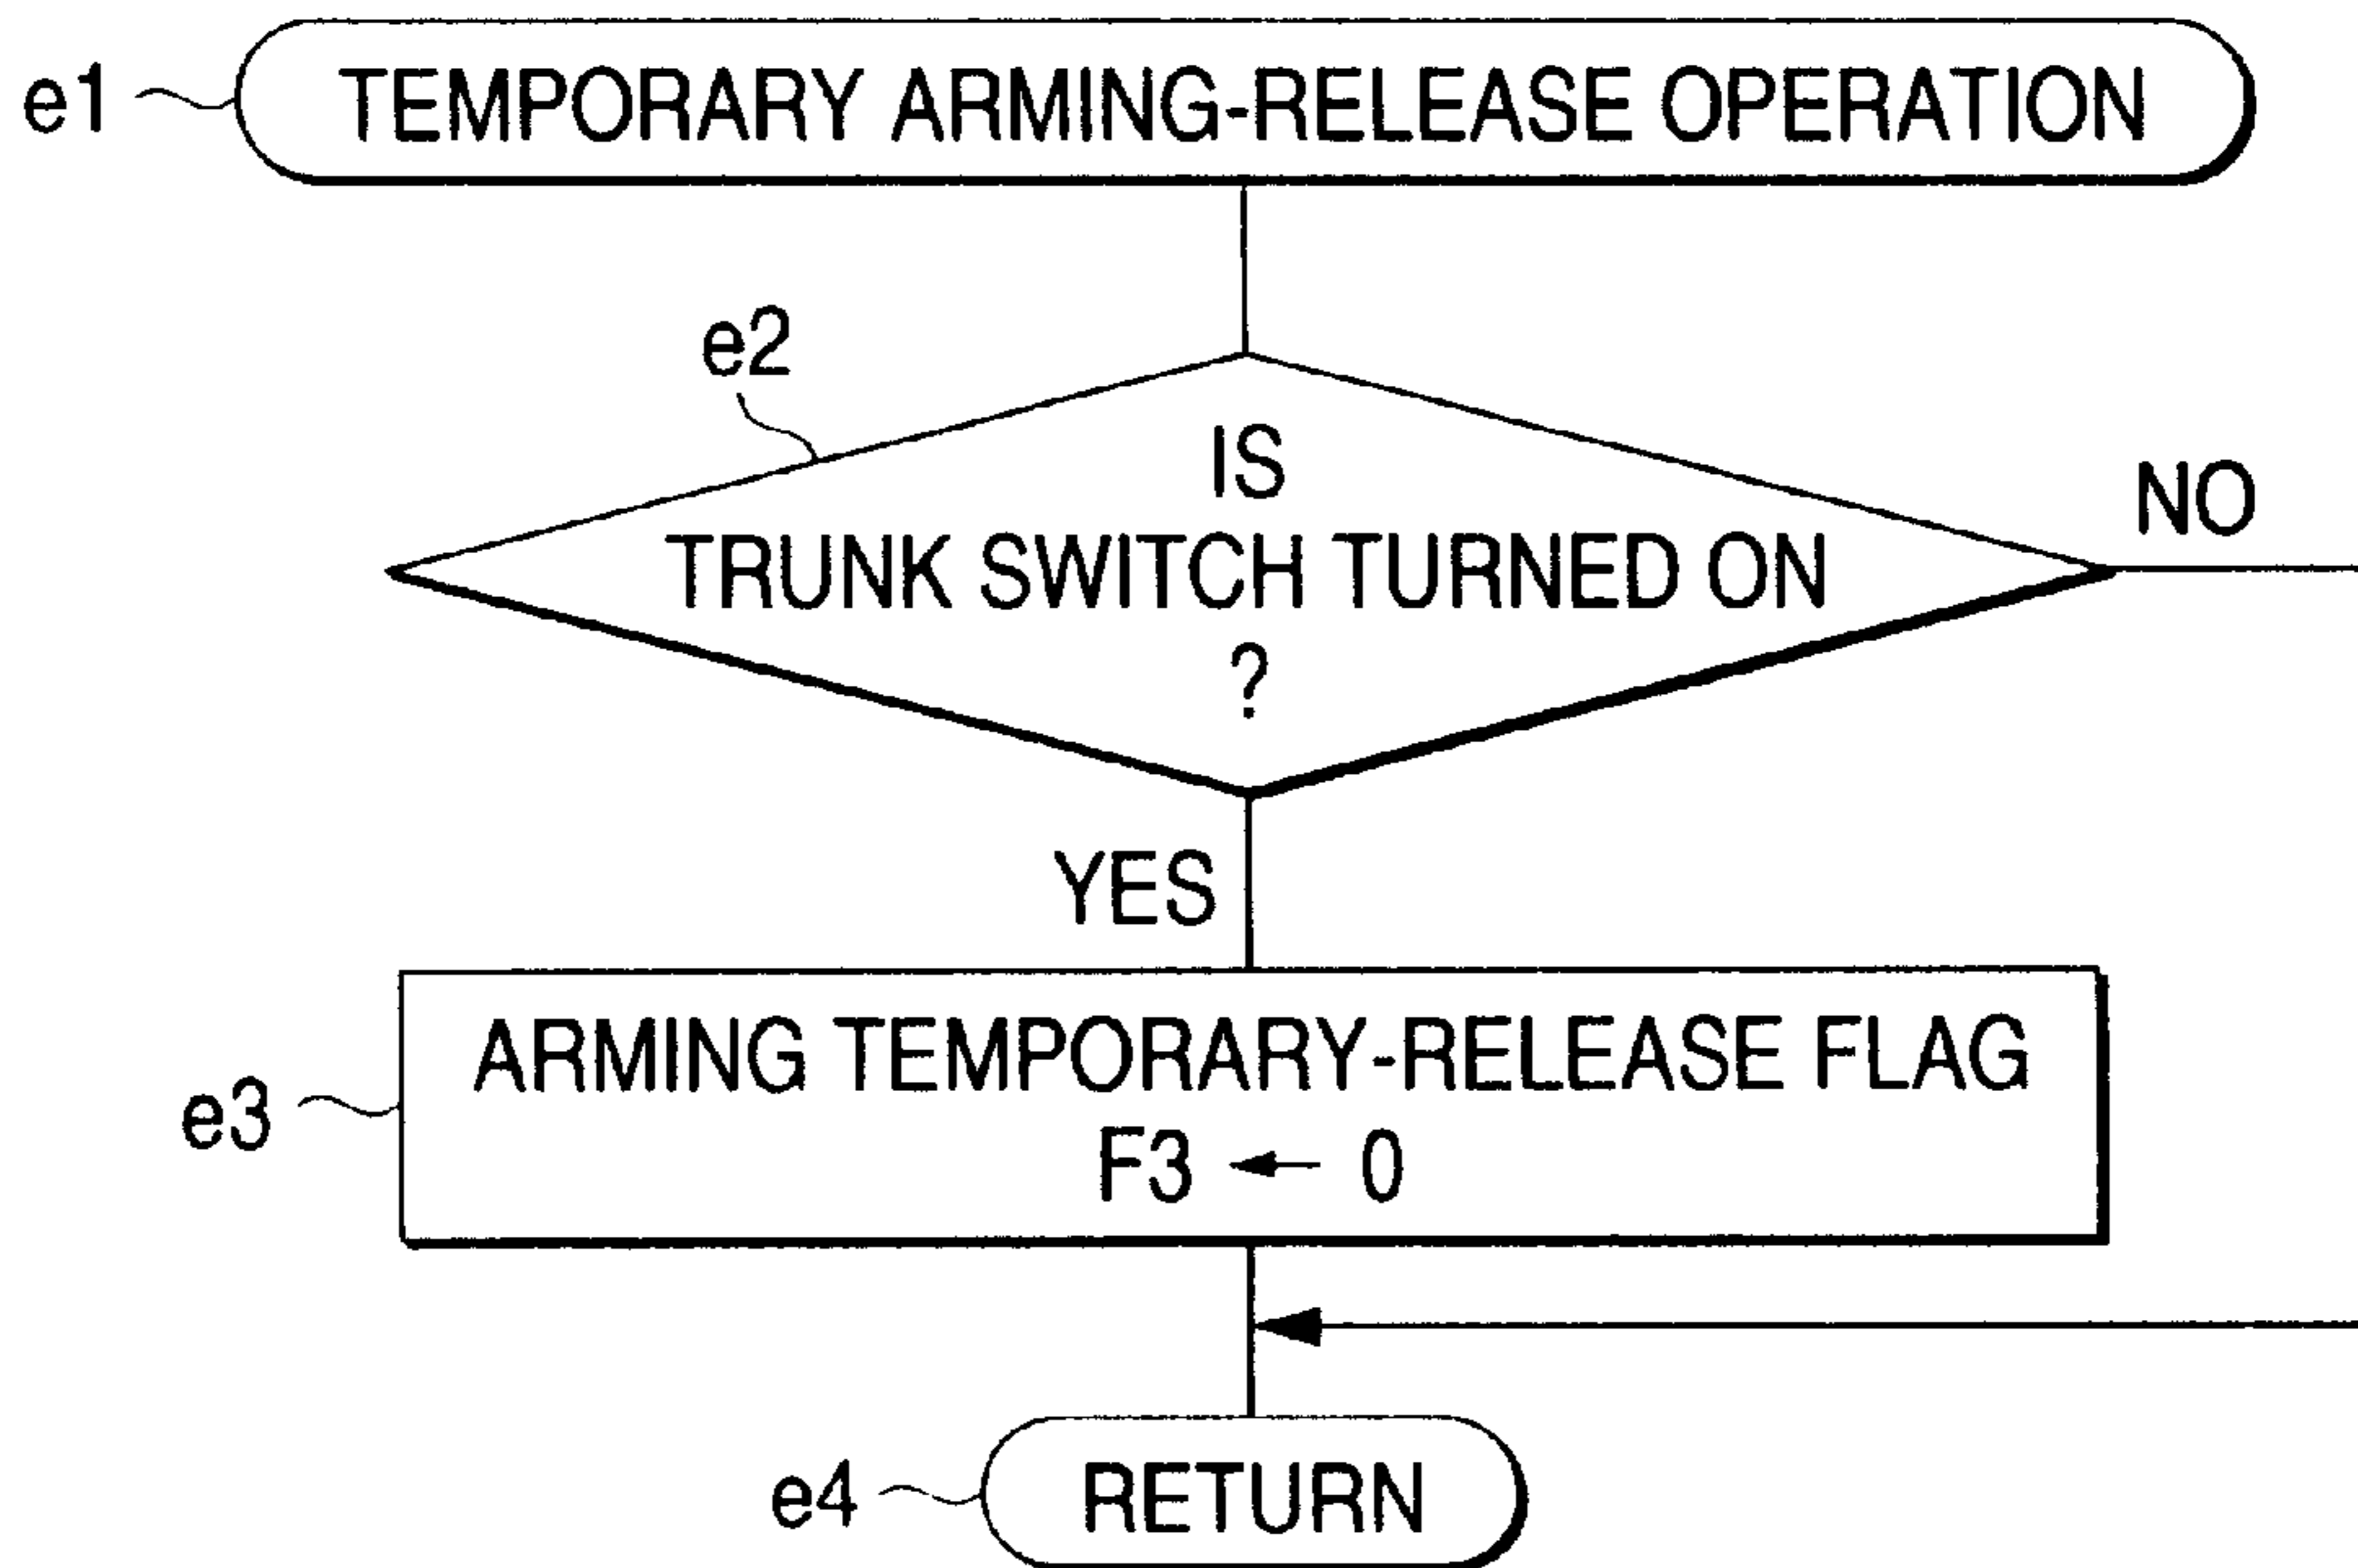 e1
TEMPORARY ARMING-RELEASE OPERATION
e2
IS
TRUNK SWITCH TURNED ON
?
NO
YES
e3
ARMING TEMPORARY-RELEASE FLAG
F3 ← 0
e4
RETURN